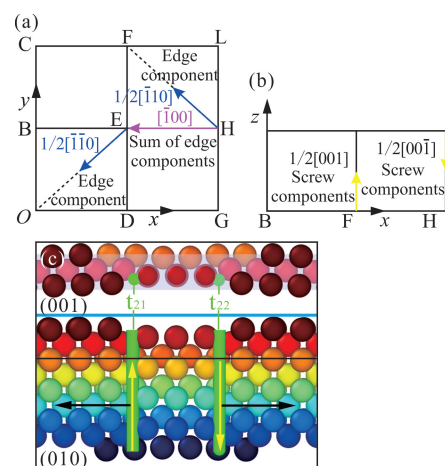 (a)
C
F
L
Edge
component
y
1/2[1̄10]
[1̄00]
B
E
H
1/2[1̄1̄0]
Sum of edge
components
Edge
component
O
D
x
G
(b)
z
1/2[001]
Screw
components
1/2[001̄]
Screw
components
B
F
x
H
(c)
t21
t22
(001)
(010)